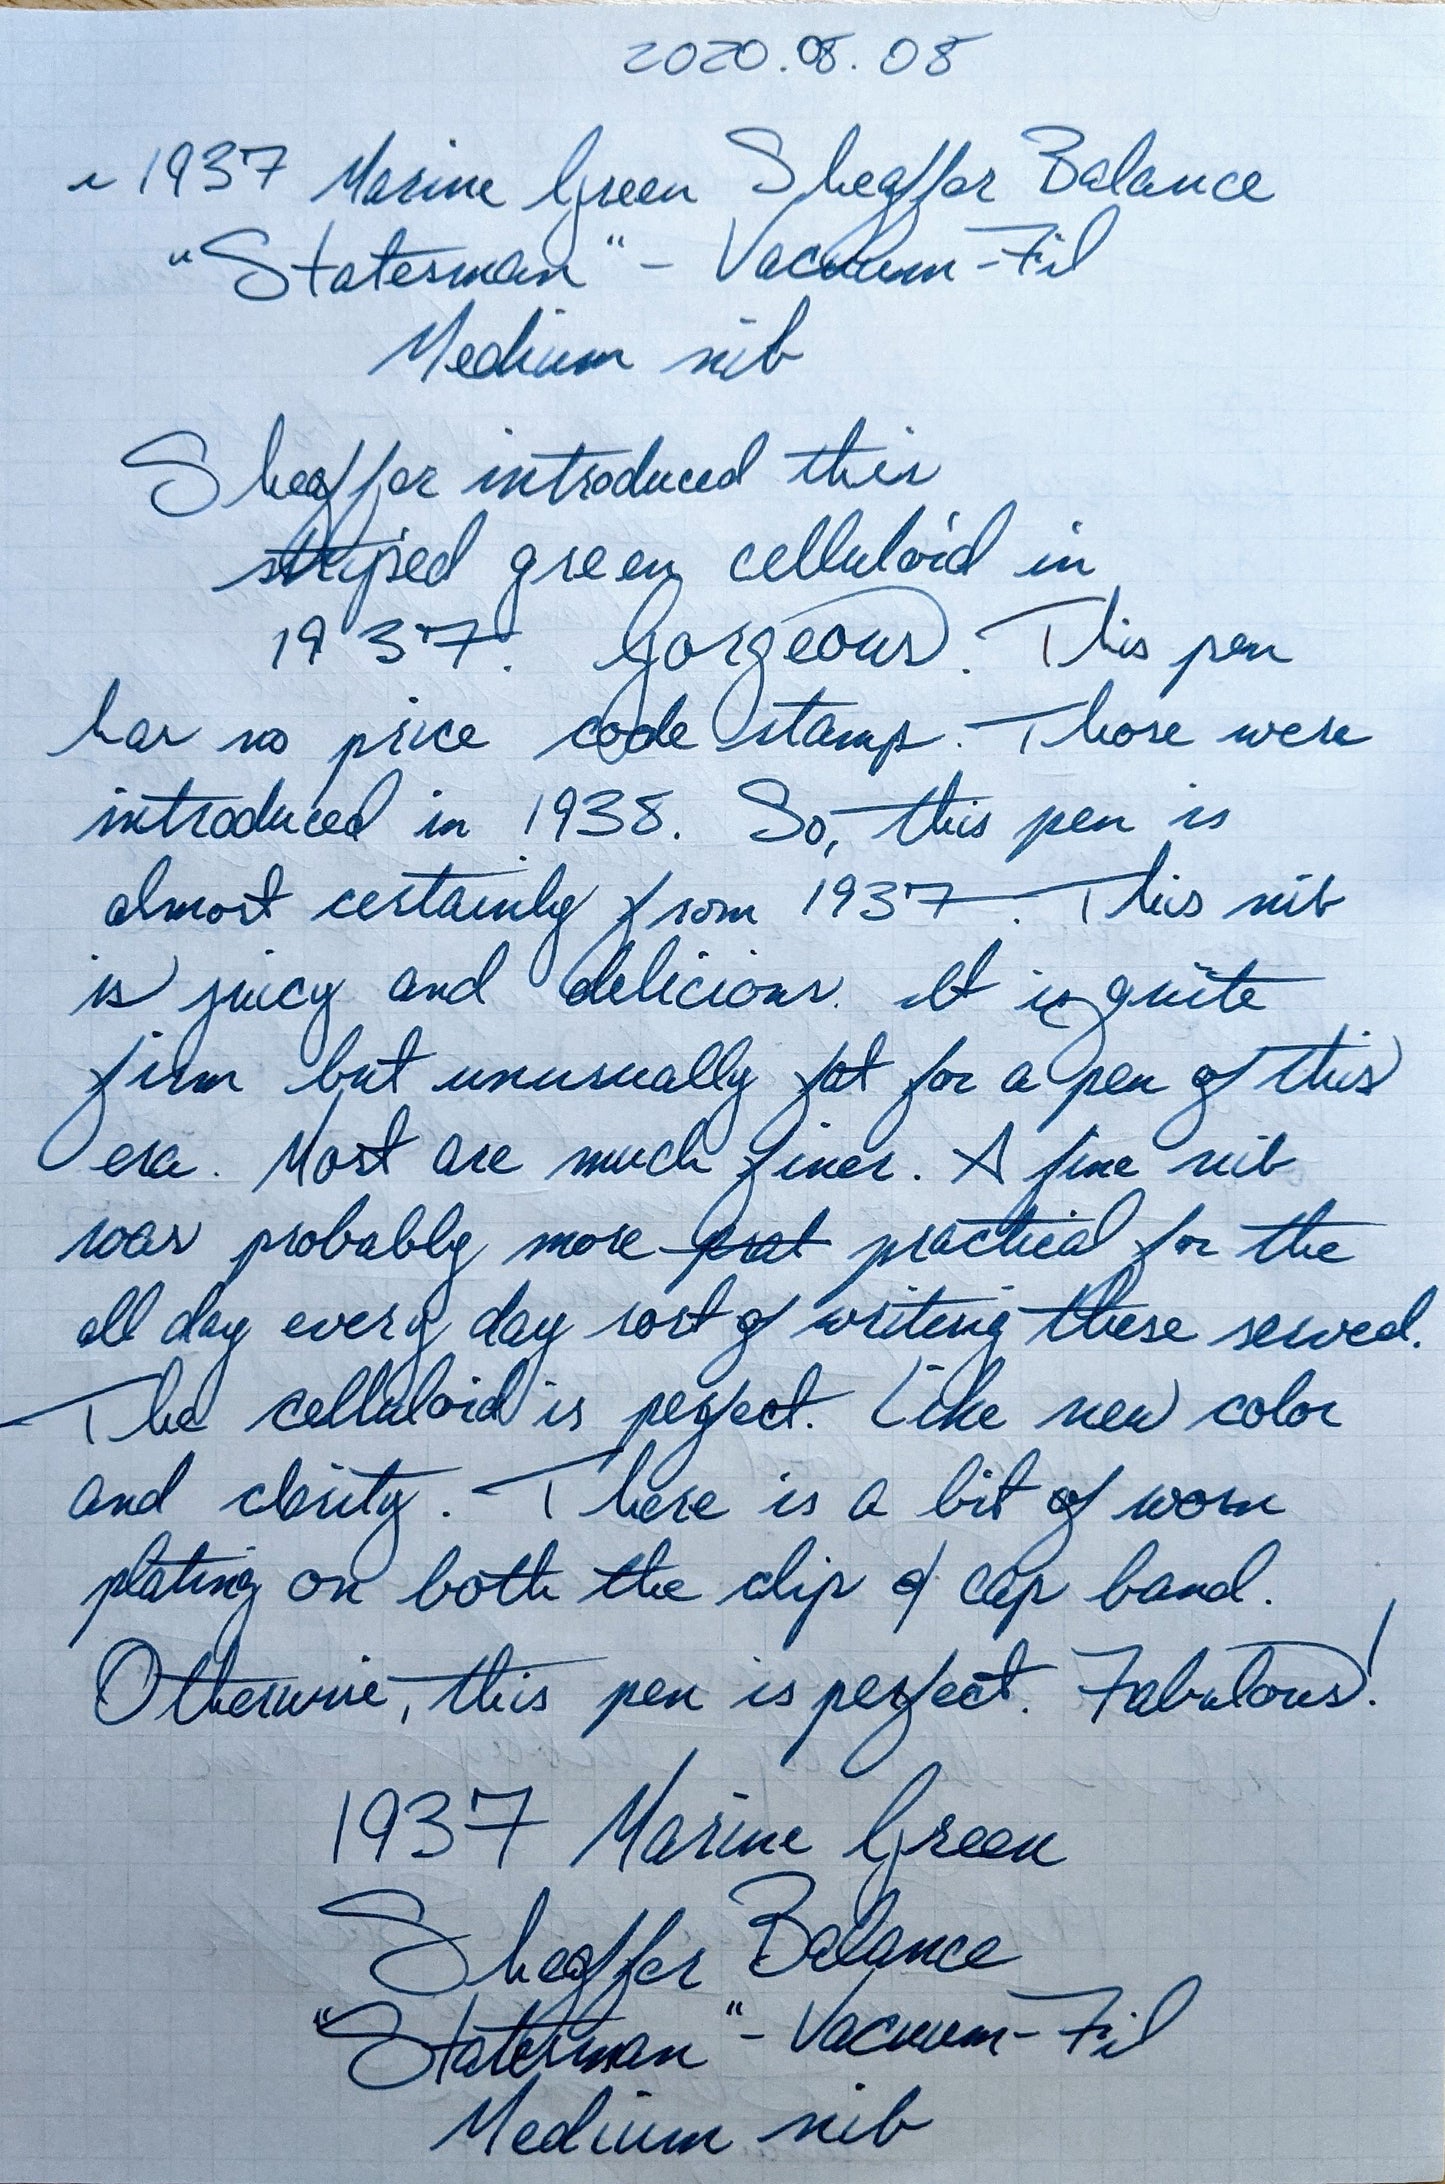 2020.08.08
~ 1937 Marine Green Sheaffer Balance
"Statesman" - Vacuum-Fil
Medium nib
Sheaffer introduced this
striped green celluloid in
1937. Gorgeous. This pen
has no price code stamp. Those were
introduced in 1938. So, this pen is
almost certainly from 1937. This nib
is juicy and delicious. It is quite
firm but unusually fat for a pen of this
era. Most are much finer. A fine nib
was probably more prat practical for the
all day every day sort of writing these served.
The celluloid is perfect. Like new color
and clarity. There is a bit of worn
plating on both the clip & cap band.
Otherwise, this pen is perfect. Fabulous!
1937 Marine Green
Sheaffer Balance
"Statesman" - Vacuum-Fil
Medium nib